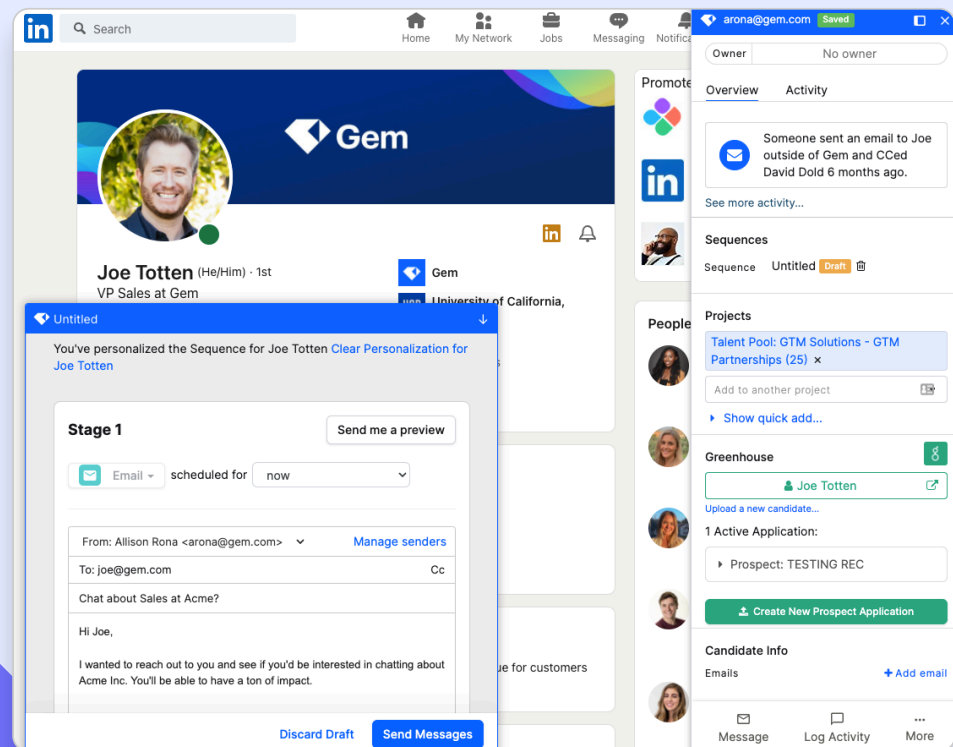 in
Search
Home
My Network
Jobs
Messaging
Gem
in
Joe Totten (He/Him) · 1st
VP Sales at Gem
Gem
University of California,
ue for customers
Promote
in
People
Untitled
You've personalized the Sequence for Joe Totten Clear Personalization for
Joe Totten
Stage 1
Send me a preview
Email
scheduled for
now
From: Allison Rona <arona@gem.com>
Manage senders
To: joe@gem.com
Cc
Chat about Sales at Acme?
Hi Joe,
I wanted to reach out to you and see if you'd be interested in chatting about
Acme Inc. You'll be able to have a ton of impact.
Discard Draft
Send Messages
arona@gem.com
Saved
Owner
No owner
Overview
Activity
Someone sent an email to Joe
outside of Gem and CCed
David Dold 6 months ago.
See more activity...
Sequences
Sequence
Untitled
Draft
Projects
Talent Pool: GTM Solutions - GTM
Partnerships (25) ×
Add to another project
Show quick add...
Greenhouse
Joe Totten
Upload a new candidate...
1 Active Application:
Prospect: TESTING REC
Create New Prospect Application
Candidate Info
Emails
+ Add email
Message
Log Activity
More